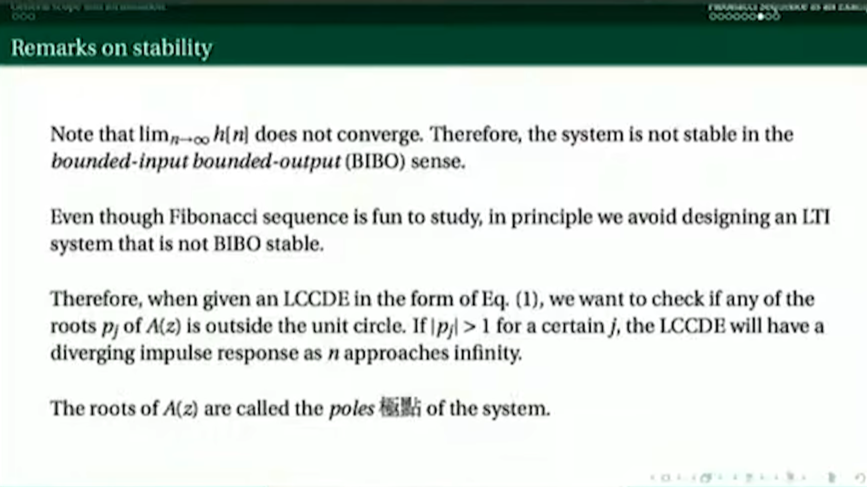 Remarks on stability
Note that lim_{n→∞} h[n] does not converge. Therefore, the system is not stable in the
bounded-input bounded-output (BIBO) sense.
Even though Fibonacci sequence is fun to study, in principle we avoid designing an LTI
system that is not BIBO stable.
Therefore, when given an LCCDE in the form of Eq. (1), we want to check if any of the
roots p_j of A(z) is outside the unit circle. If |p_j| > 1 for a certain j, the LCCDE will have a
diverging impulse response as n approaches infinity.
The roots of A(z) are called the poles 極點 of the system.